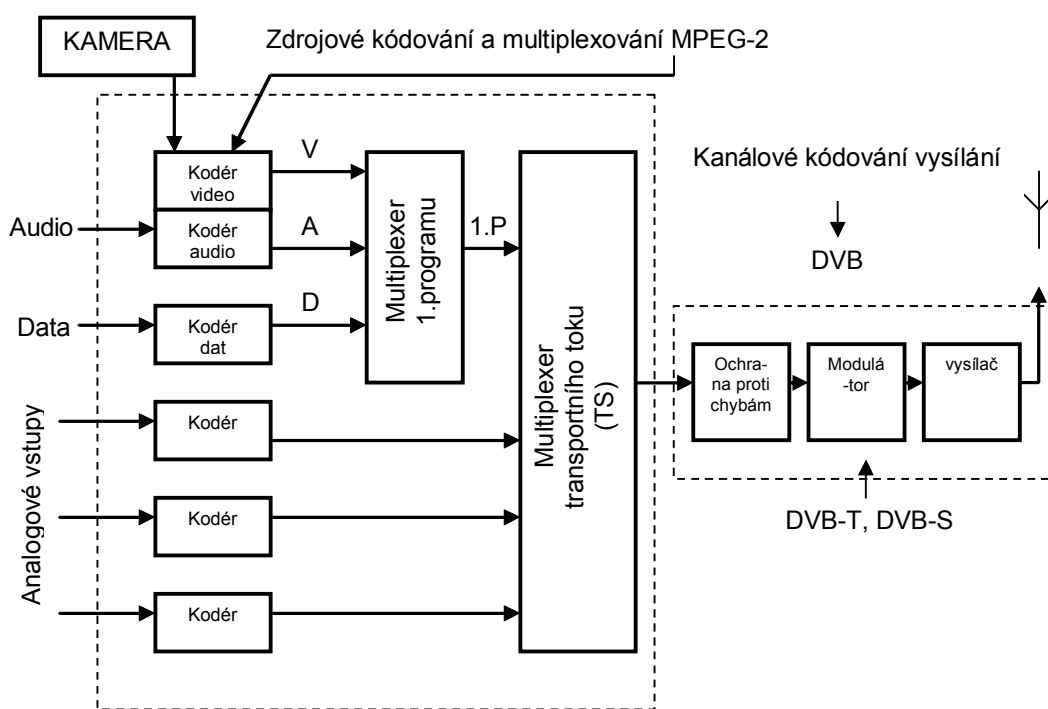 KAMERA
Zdrojové kódování a multiplexování MPEG-2
Kodér
video
V
Audio
Kodér
audio
A
Data
Kodér
dat
D
Multiplexer
1.programu
1.P
Analogové vstupy
Kodér
Kodér
Kodér
Multiplexer
transportního toku
(TS)
Kanálové kódování vysílání
DVB
Ochra-
na proti
chybám
Modulá
-tor
vysílač
DVB-T, DVB-S